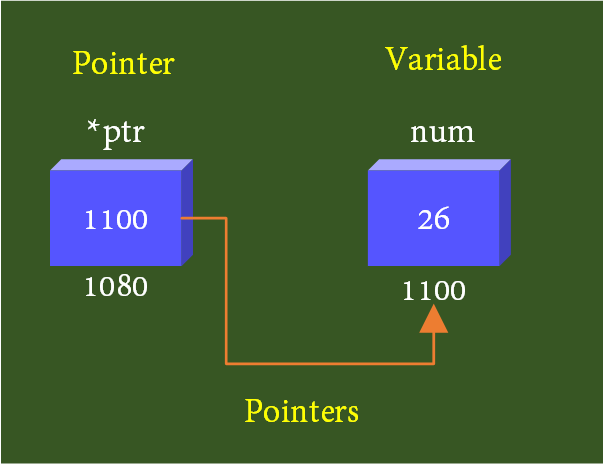 Pointer
Variable
*ptr
num
1100
26
1080
1100
Pointers